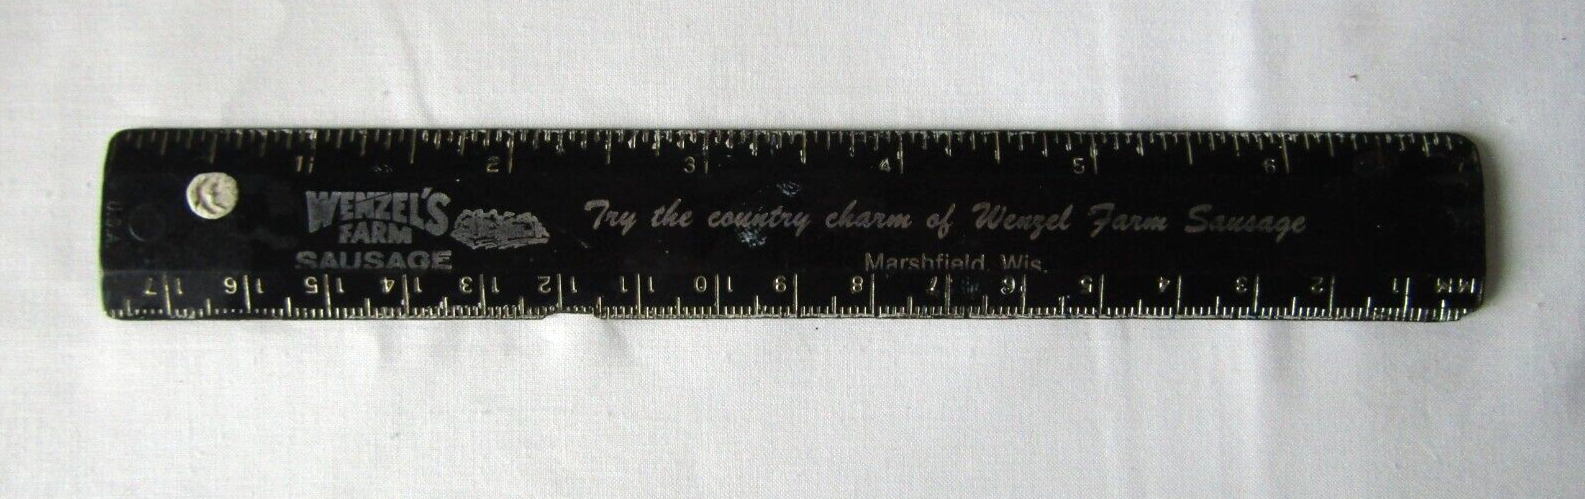 1 2 3 4 5 6 7
U.S.A.
WENZEL'S
FARM
SAUSAGE
Try the country charm of Wenzel Farm Sausage
Marshfield, Wis.
17 16 15 14 13 12 11 10 9 8 7 6 5 4 3 2 1 MM